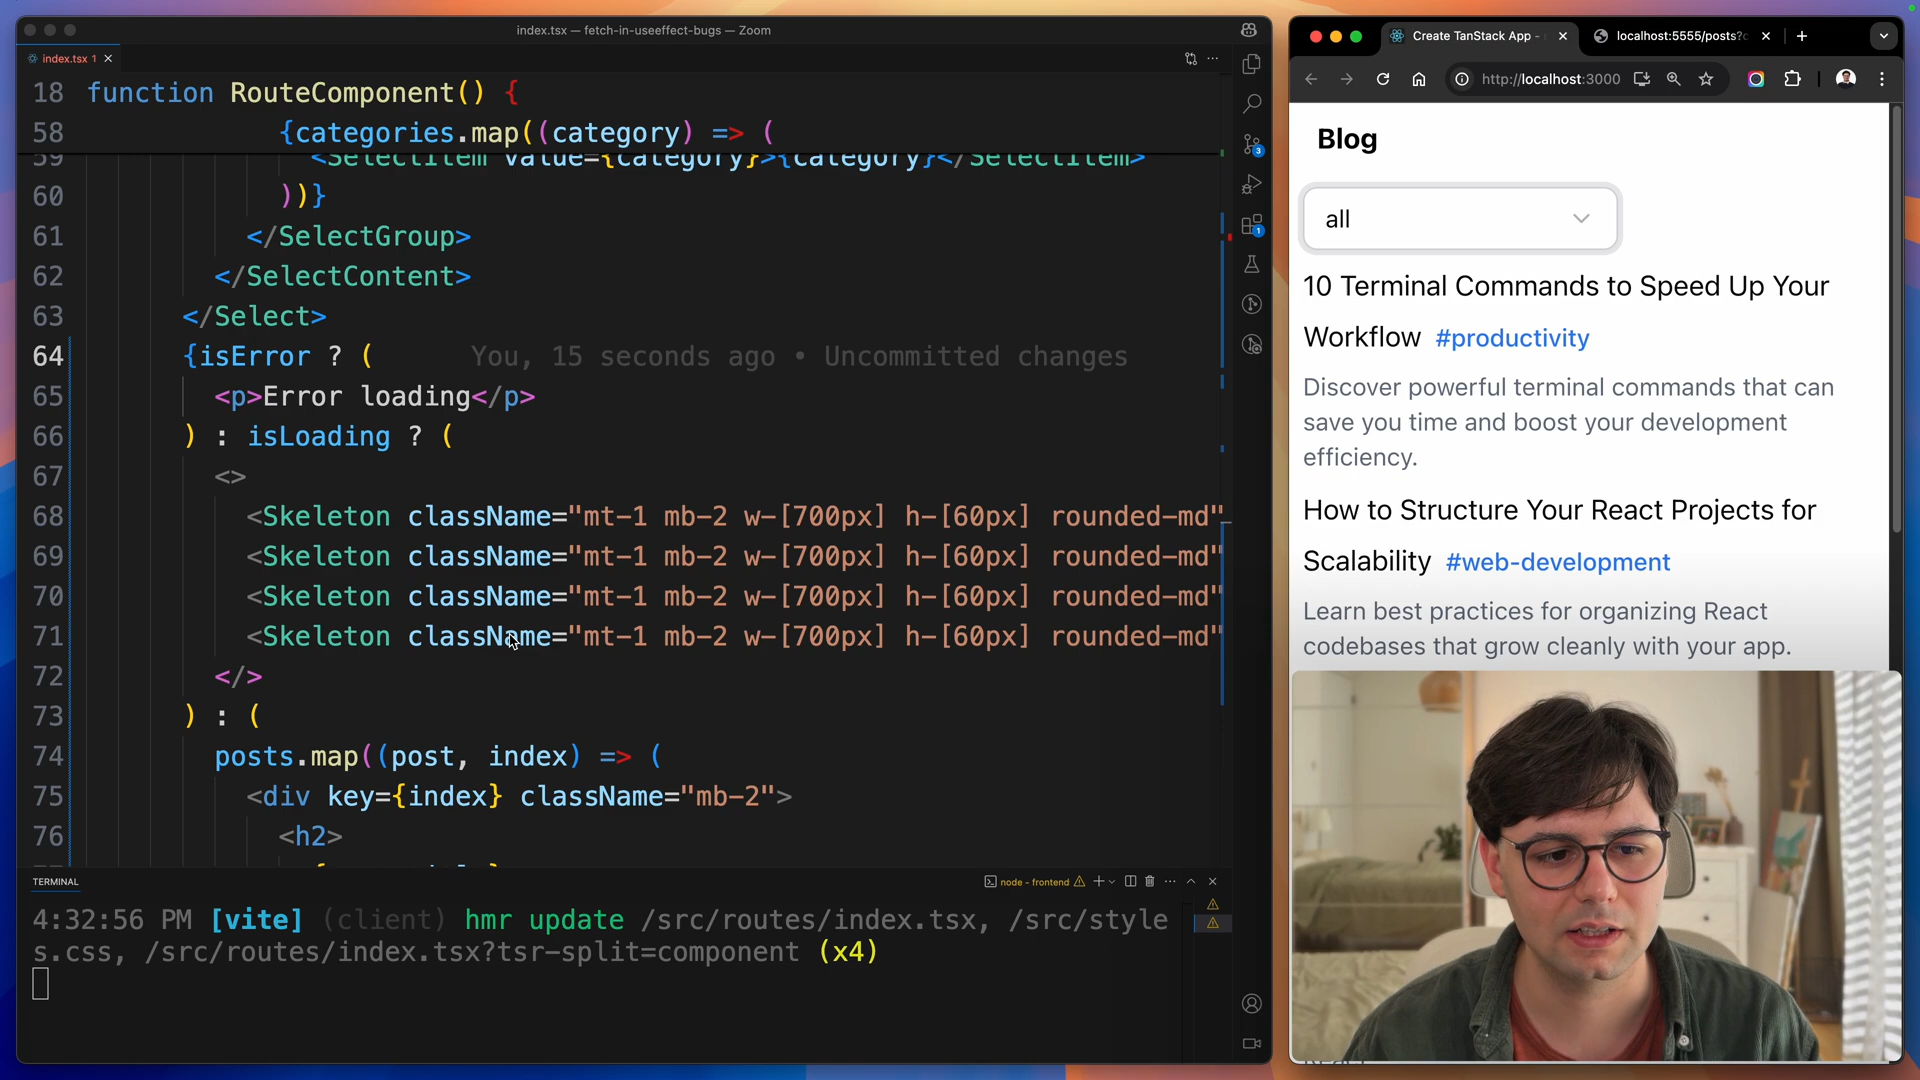 index.tsx — fetch-in-useeffect-bugs — Zoom
index.tsx 1
18 function RouteComponent() {
58 {categories.map((category) => (
59 <SelectItem value={category}>{category}</SelectItem>
60 ))}
61 </SelectGroup>
62 </SelectContent>
63 </Select>
64 {isError ? ( You, 15 seconds ago • Uncommitted changes
65 <p>Error loading</p>
66 ) : isLoading ? (
67 <>
68 <Skeleton className="mt-1 mb-2 w-[700px] h-[60px] rounded-md"
69 <Skeleton className="mt-1 mb-2 w-[700px] h-[60px] rounded-md"
70 <Skeleton className="mt-1 mb-2 w-[700px] h-[60px] rounded-md"
71 <Skeleton className="mt-1 mb-2 w-[700px] h-[60px] rounded-md"
72 </>
73 ) : (
74 posts.map((post, index) => (
75 <div key={index} className="mb-2">
76 <h2>
3
1
TERMINAL
node - frontend
4:32:56 PM [vite] (client) hmr update /src/routes/index.tsx, /src/style
s.css, /src/routes/index.tsx?tsr-split=component (x4)
Create TanStack App -
localhost:5555/posts?c
http://localhost:3000
Blog
all
10 Terminal Commands to Speed Up Your
Workflow #productivity
Discover powerful terminal commands that can
save you time and boost your development
efficiency.
How to Structure Your React Projects for
Scalability #web-development
Learn best practices for organizing React
codebases that grow cleanly with your app.